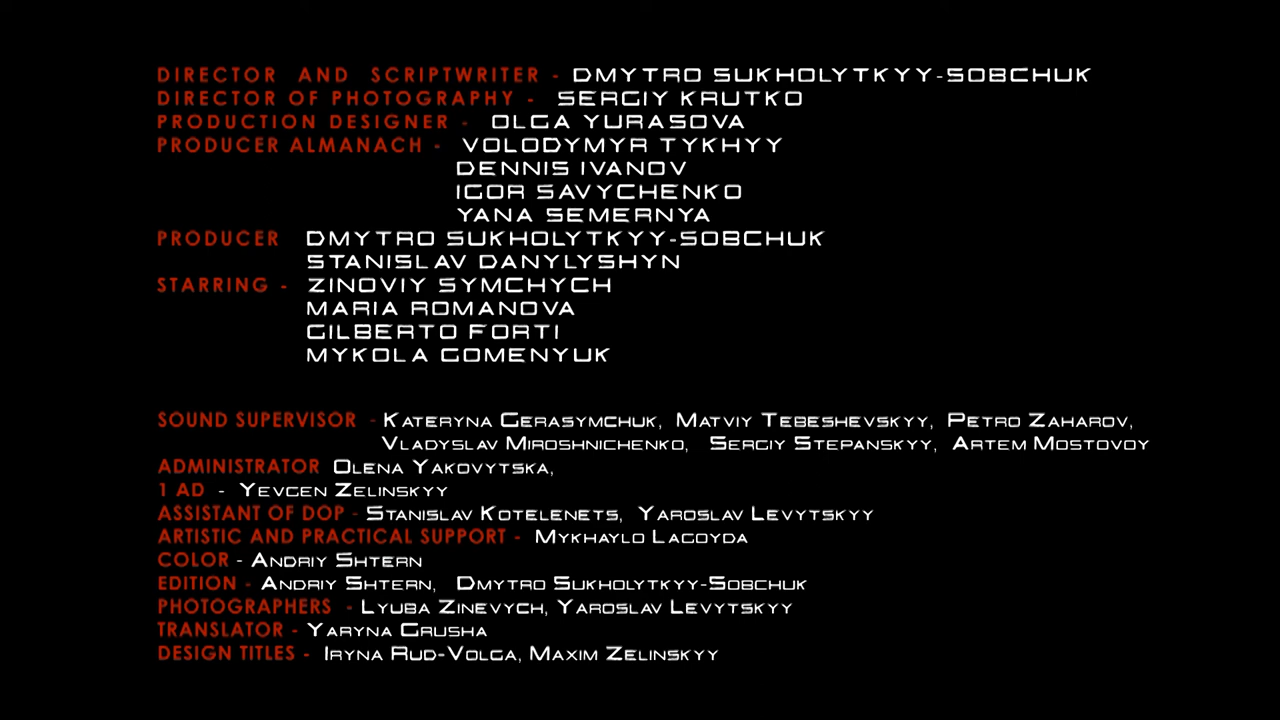 DIRECTOR AND SCRIPTWRITER - DMYTRO SUKHOLYTKYY-SOBCHUK
DIRECTOR OF PHOTOGRAPHY - SERGIY KRUTKO
PRODUCTION DESIGNER - OLGA YURASOVA
PRODUCER ALMANACH - VOLODYMYR TYKHYY
DENNIS IVANOV
IGOR SAVYCHENKO
YANA SEMERNYA
PRODUCER DMYTRO SUKHOLYTKYY-SOBCHUK
STANISLAV DANYLYSHYN
STARRING - ZINOVIY SYMCHYCH
MARIA ROMANOVA
GILBERTO FORTI
MYKOLA GOMENYUK
SOUND SUPERVISOR - KATERYNA GERASYMCHUK, MATVIY TEBESHEVSKYY, PETRO ZAHAROV,
VLADYSLAV MIROSHNICHENKO, SERGIY STEPANSKYY, ARTEM MOSTOVOY
ADMINISTRATOR OLENA YAKOVYTSKA,
1 AD - YEVGEN ZELINSKYY
ASSISTANT OF DOP - STANISLAV KOTELENETS, YAROSLAV LEVYTSKYY
ARTISTIC AND PRACTICAL SUPPORT - MYKHAYLO LAGOYDA
COLOR - ANDRIY SHTERN
EDITION - ANDRIY SHTERN, DMYTRO SUKHOLYTKYY-SOBCHUK
PHOTOGRAPHERS - LYUBA ZINEVYCH, YAROSLAV LEVYTSKYY
TRANSLATOR - YARYNA GRUSHA
DESIGN TITLES - IRYNA RUD-VOLGA, MAXIM ZELINSKYY